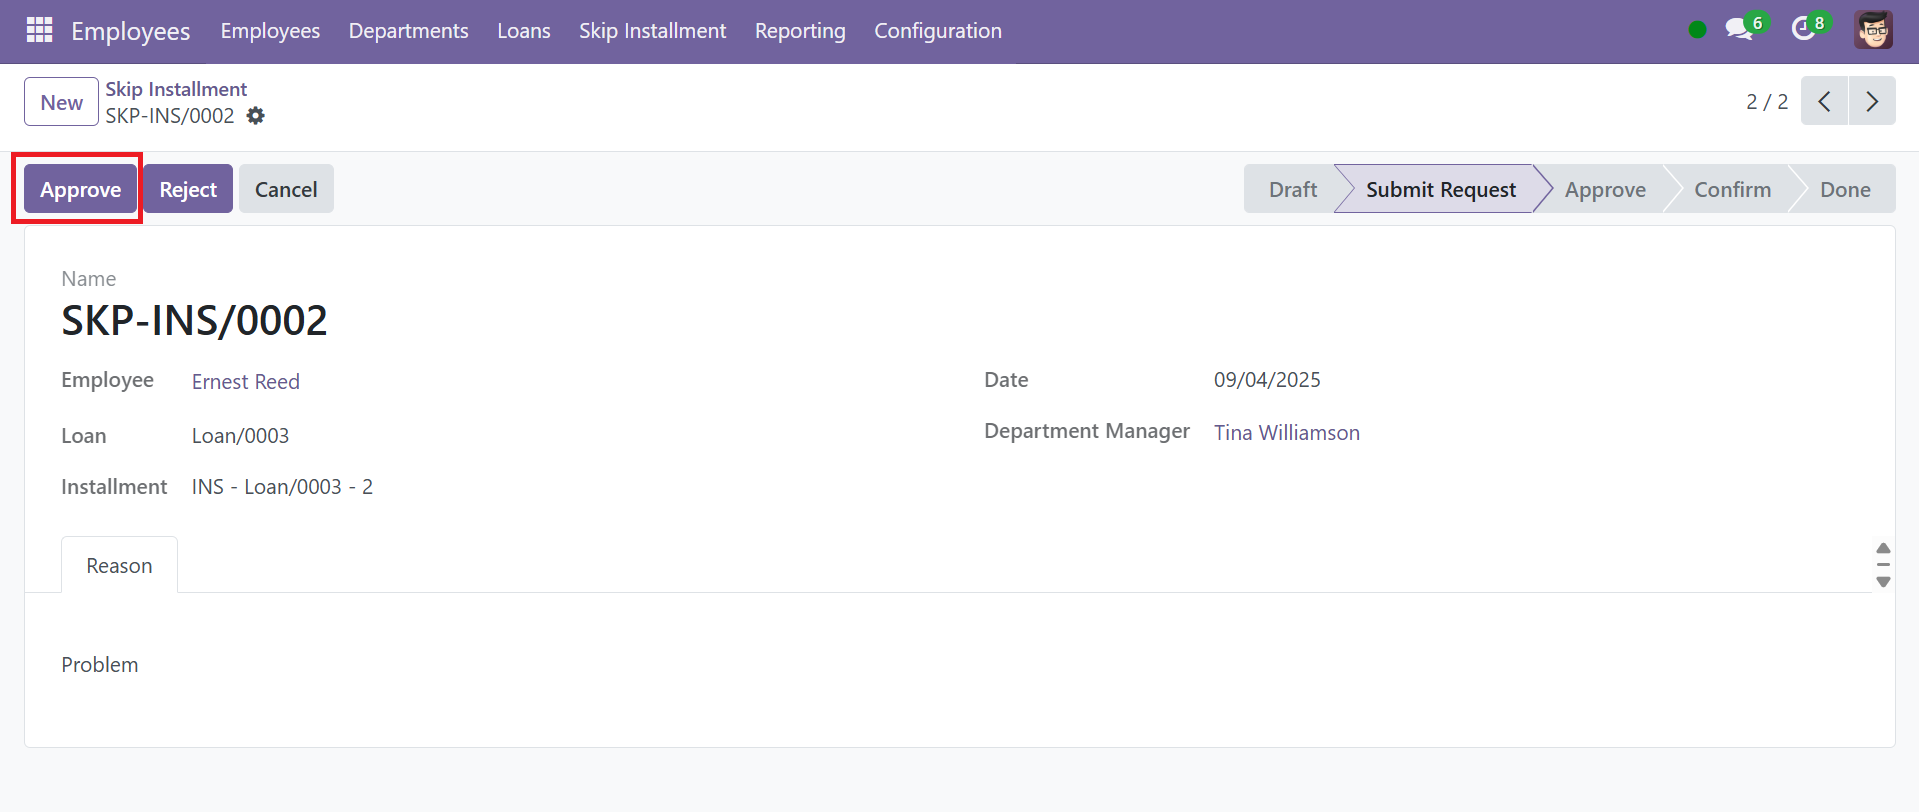 Employees Employees Departments Loans Skip Installment Reporting Configuration 6 8
New Skip Installment
SKP-INS/0002
2 / 2
Approve Reject Cancel Draft Submit Request Approve Confirm Done
Name
SKP-INS/0002
Employee Ernest Reed Date 09/04/2025
Loan Loan/0003 Department Manager Tina Williamson
Installment INS - Loan/0003 - 2
Reason
Problem